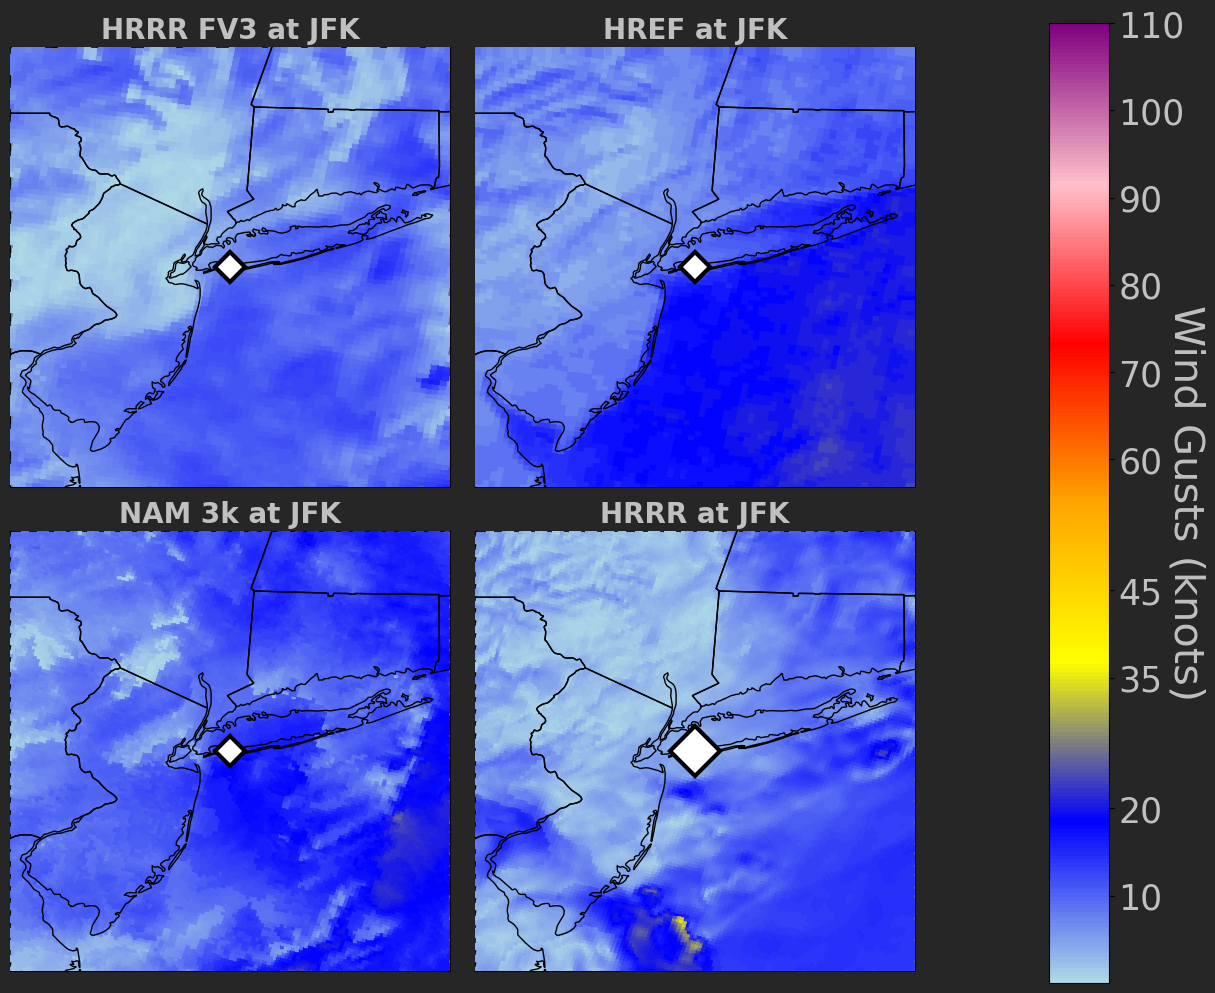 HRRR FV3 at JFK
HREF at JFK
NAM 3k at JFK
HRRR at JFK
110
100
90
80
70
60
45
35
20
10
Wind Gusts (knots)